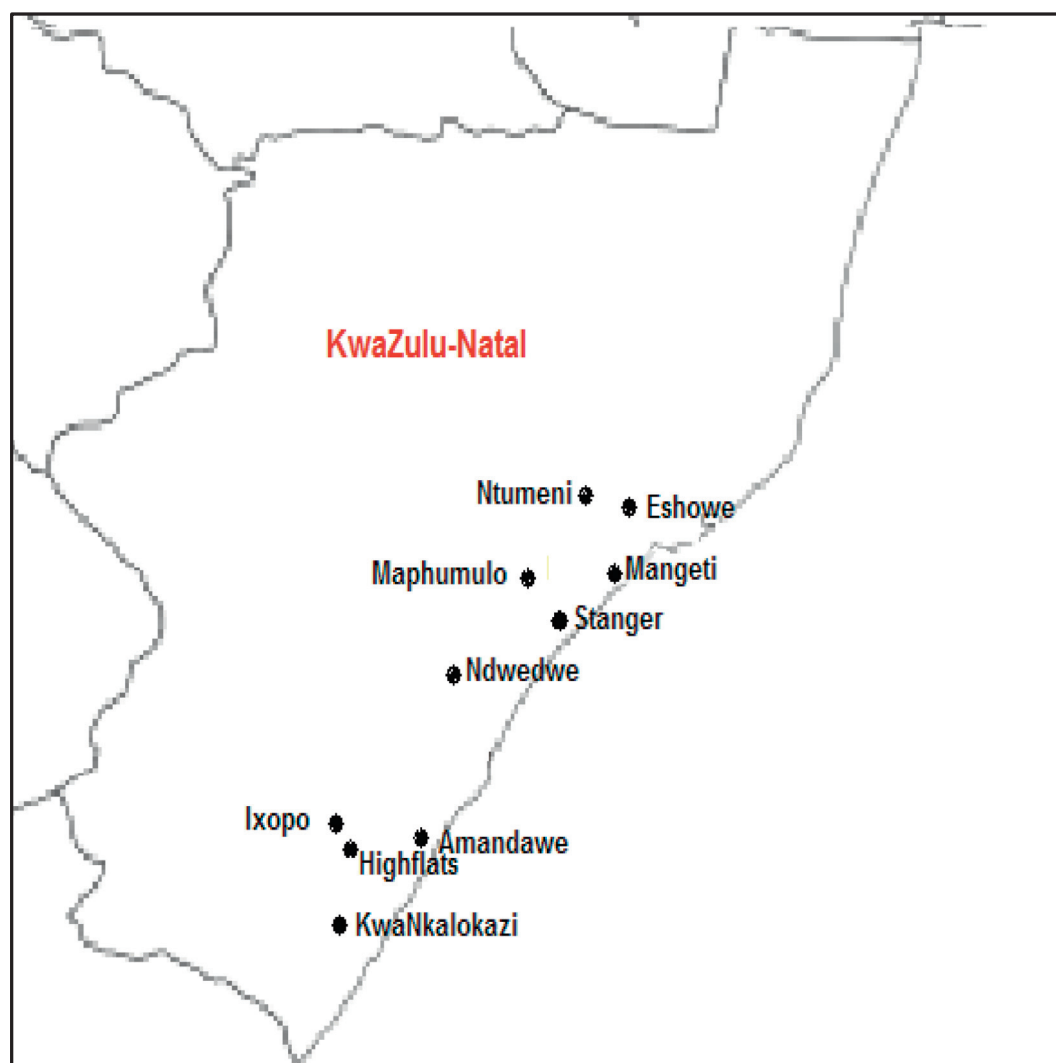 KwaZulu-Natal
Ntumeni
Eshowe
Maphumulo
Mangeti
Stanger
Ndwedwe
Ixopo
Amandawe
Highflats
KwaNkalokazi